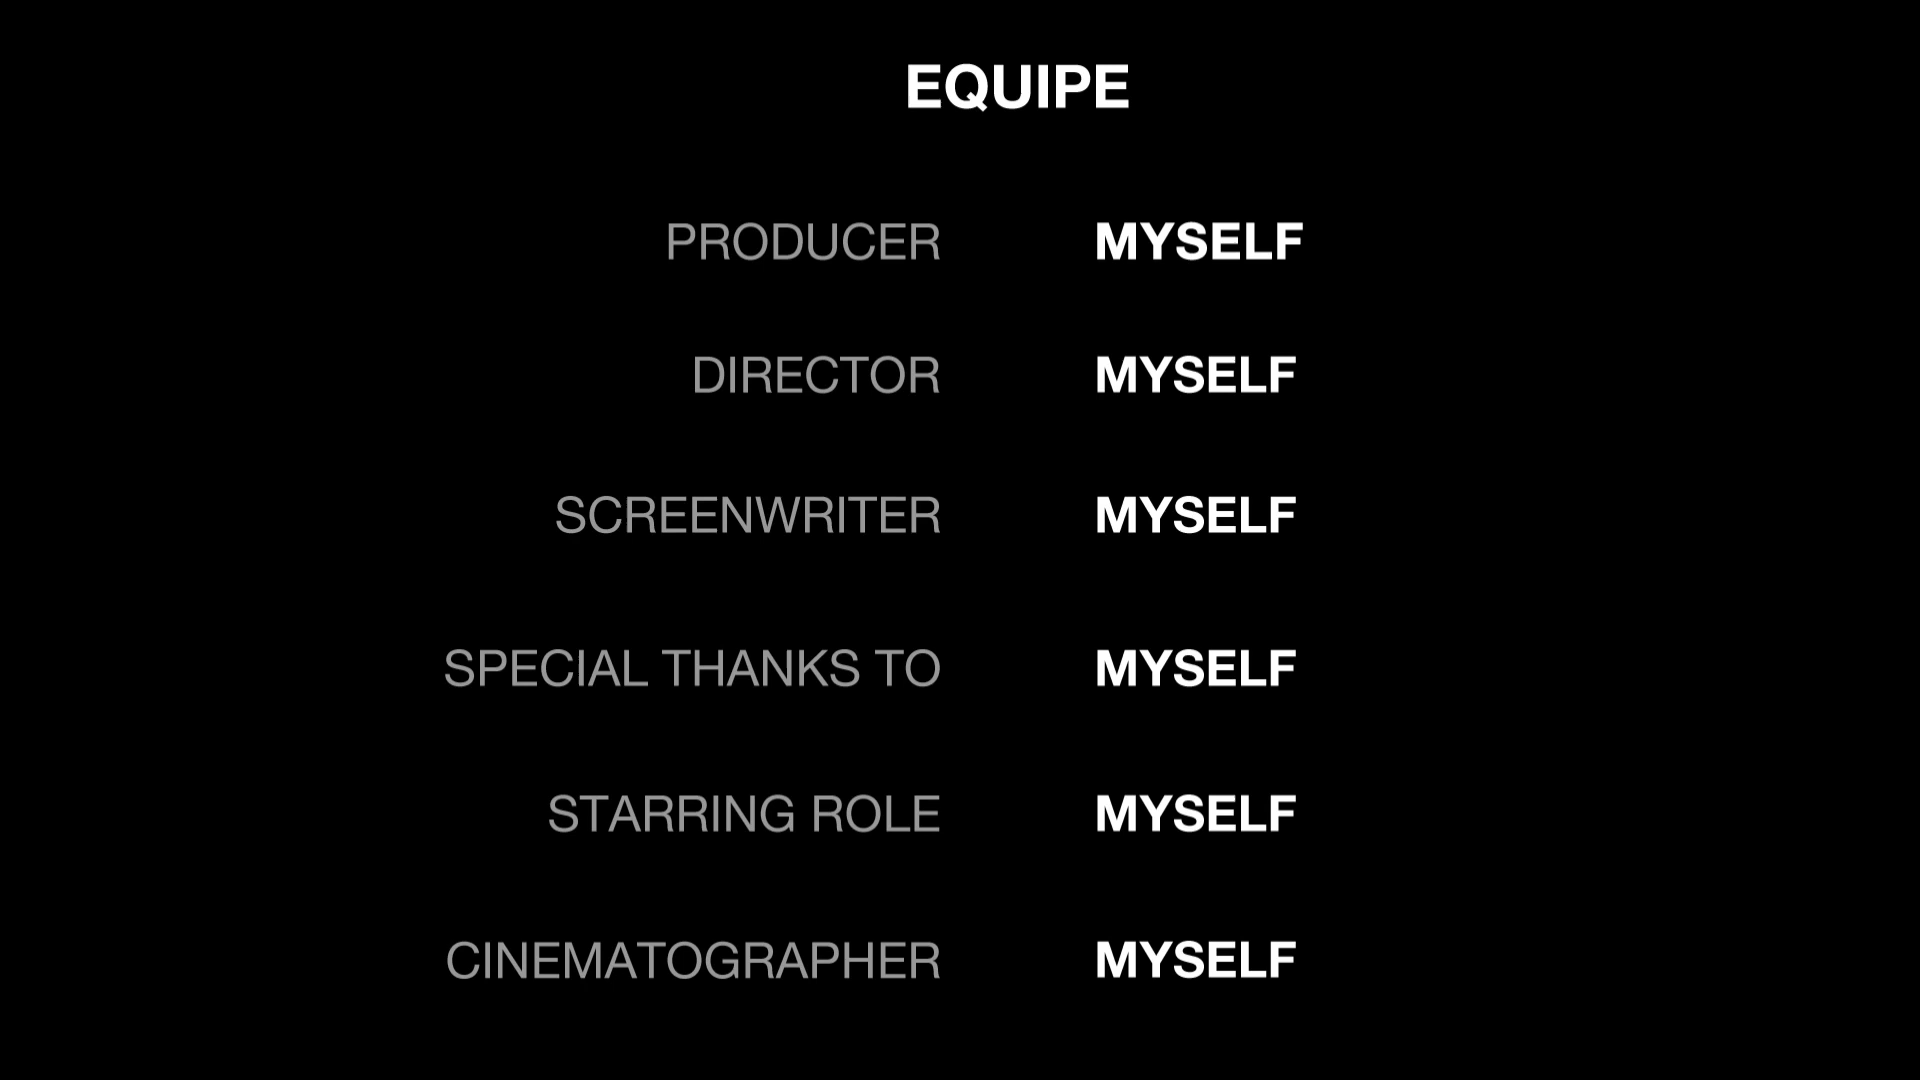 EQUIPE
PRODUCER MYSELF
DIRECTOR MYSELF
SCREENWRITER MYSELF
SPECIAL THANKS TO MYSELF
STARRING ROLE MYSELF
CINEMATOGRAPHER MYSELF